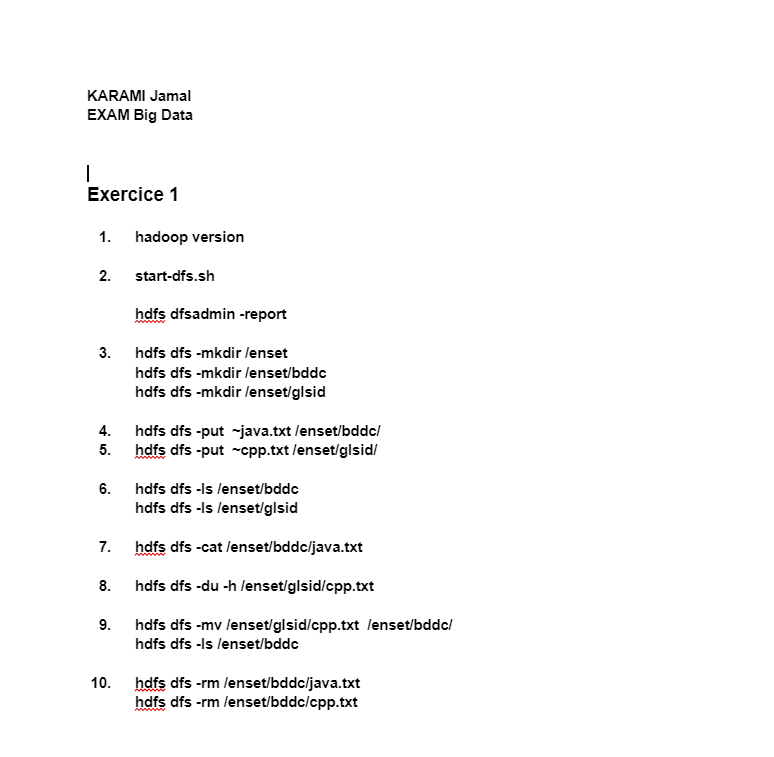 KARAMI Jamal
EXAM Big Data
Exercice 1
1. hadoop version
2. start-dfs.sh
hdfs dfsadmin -report
3. hdfs dfs -mkdir /enset
hdfs dfs -mkdir /enset/bddc
hdfs dfs -mkdir /enset/glsid
4. hdfs dfs -put  ~java.txt /enset/bddc/
5. hdfs dfs -put  ~cpp.txt /enset/glsid/
6. hdfs dfs -ls /enset/bddc
hdfs dfs -ls /enset/glsid
7. hdfs dfs -cat /enset/bddc/java.txt
8. hdfs dfs -du -h /enset/glsid/cpp.txt
9. hdfs dfs -mv /enset/glsid/cpp.txt  /enset/bddc/
hdfs dfs -ls /enset/bddc
10. hdfs dfs -rm /enset/bddc/java.txt
hdfs dfs -rm /enset/bddc/cpp.txt